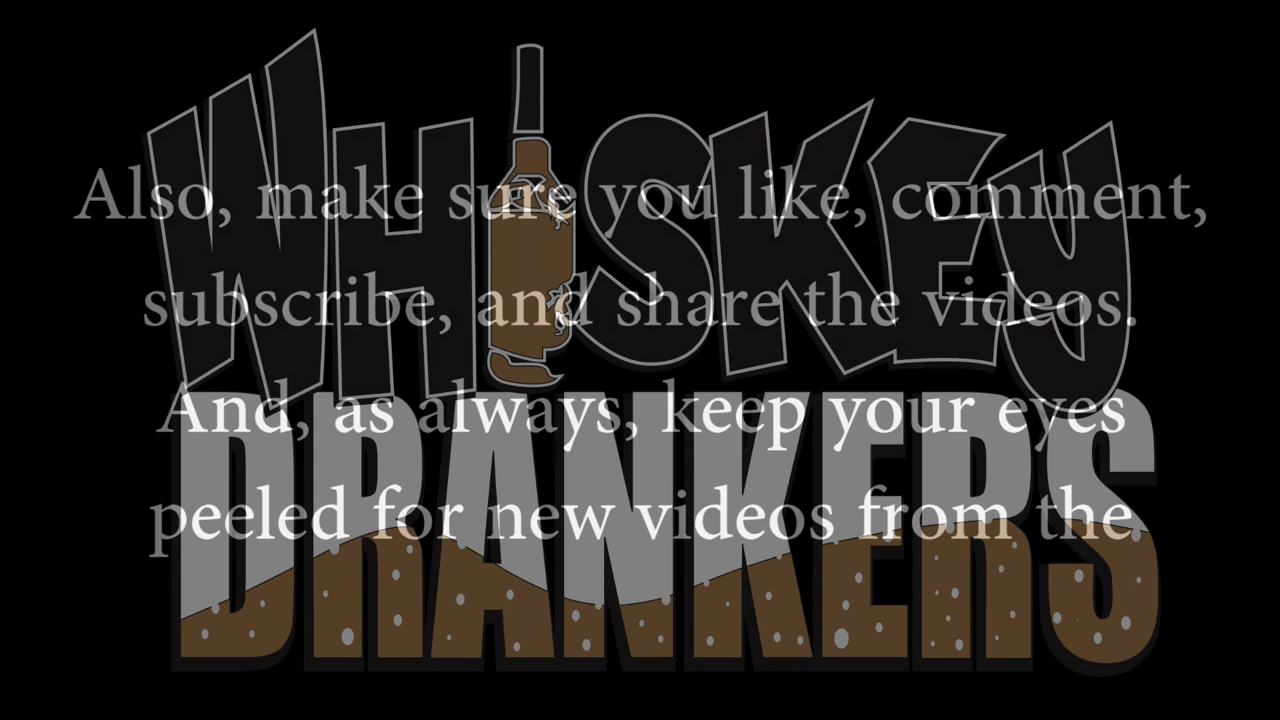 WHISKEY
Also, make sure you like, comment,
subscribe, and share the videos.
And, as always, keep your eyes
peeled for new videos from the
DRANKERS